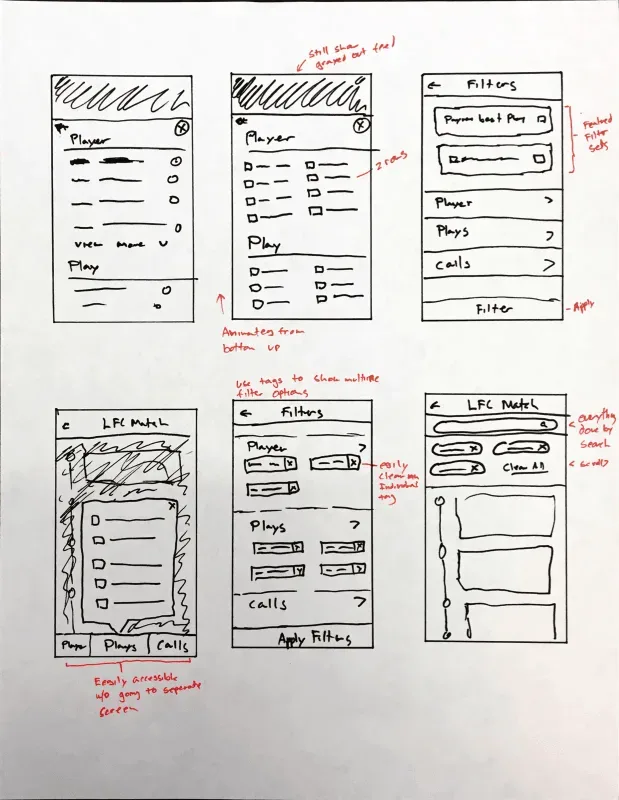 Still show
grayed out feed
Player
View more
Play
Player
2 rows
Play
Animates from
bottom up
Filters
best Play
Featured
Filter
sets
Player
Plays
Calls
Filter
Apply
LFC Match
Player
Plays
Calls
Easily accessible
w/o going to seperate
screen
use tags to show multiple
filter options
Filters
Player
easily
clear an
Individual
tag
Plays
Calls
Apply Filters
LFC Match
everything
done by
search
Clear All
scrolls